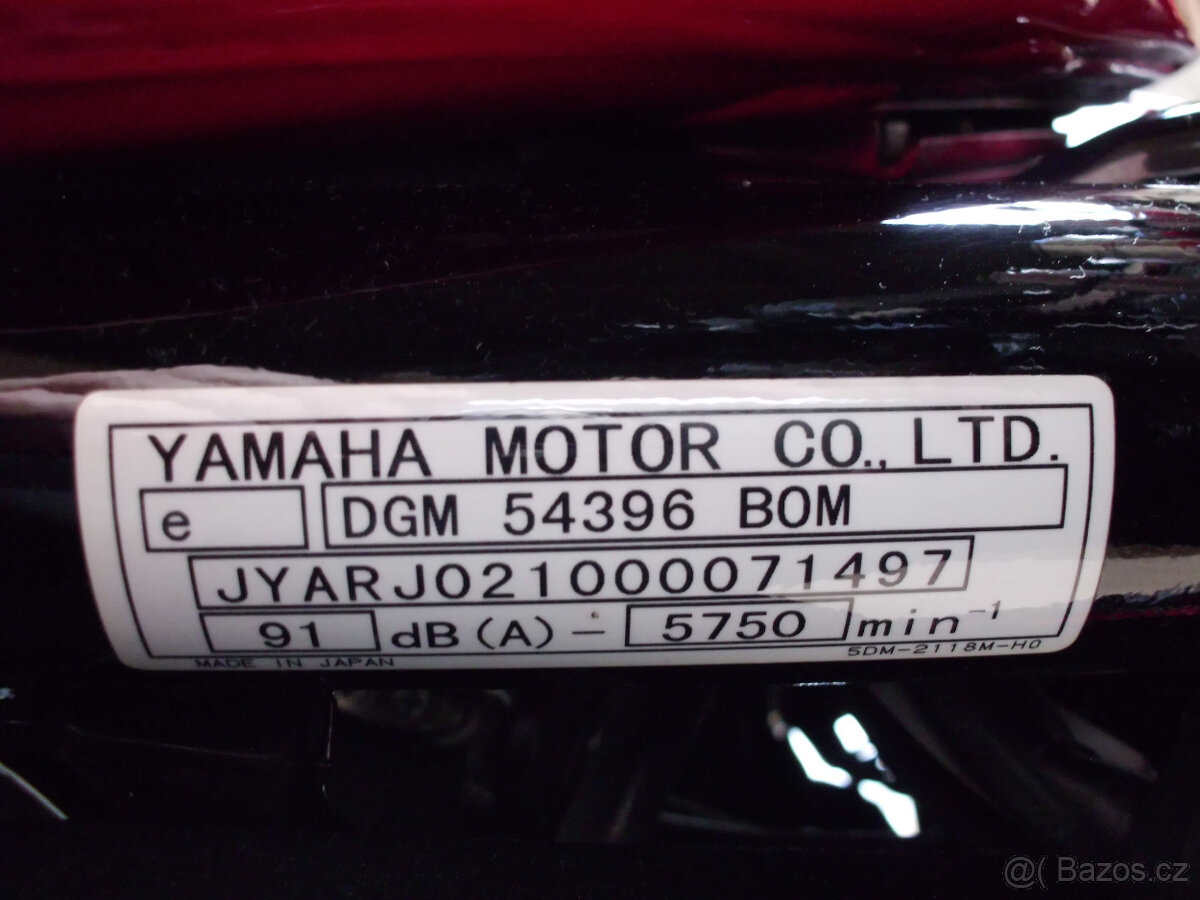 YAMAHA MOTOR CO., LTD.
e DGM 54396 BOM
JYARJ021000071497
91 dB(A)- 5750 min⁻¹
MADE IN JAPAN 5DM-2118M-H0
@( Bazos.cz